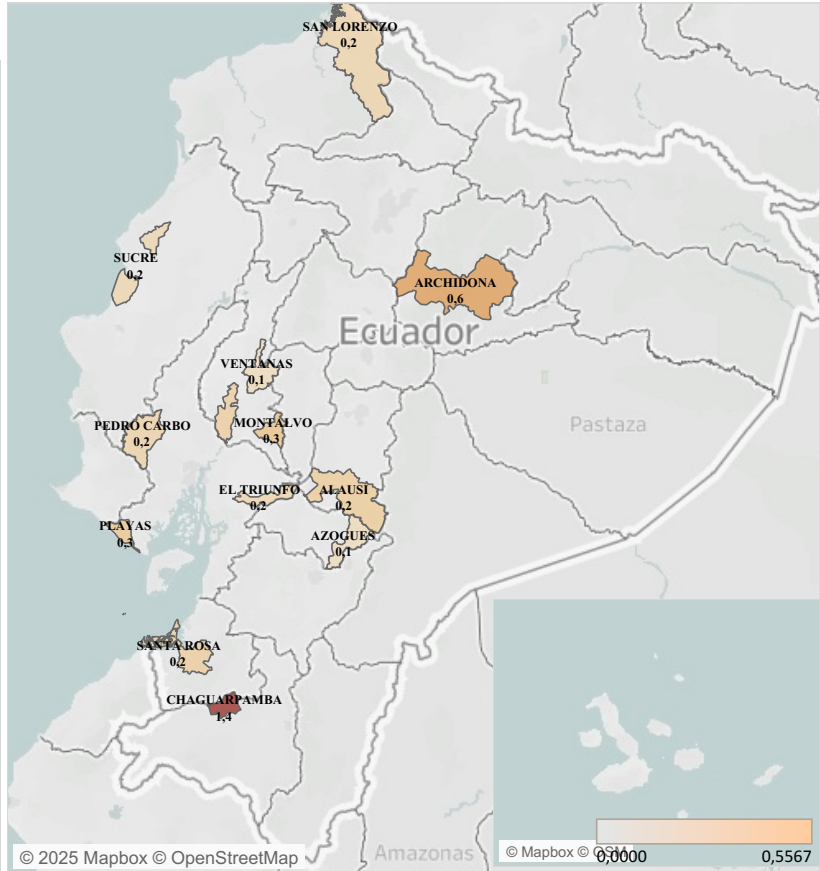 SAN LORENZO
0,2
SUCRE
0,2
ARCHIDONA
0,6
Ecuador
VENTANAS
0,1
PEDRO CARBO
0,2
MONTALVO
0,3
Pastaza
EL TRIUNFO
0,2
ALAUSI
0,2
PLAYAS
0,3
AZOGUES
0,1
SANTA ROSA
0,2
CHAGUARPAMBA
1,4
© Mapbox © OSM
0,0000 0,5567
© 2025 Mapbox © OpenStreetMap
Amazonas